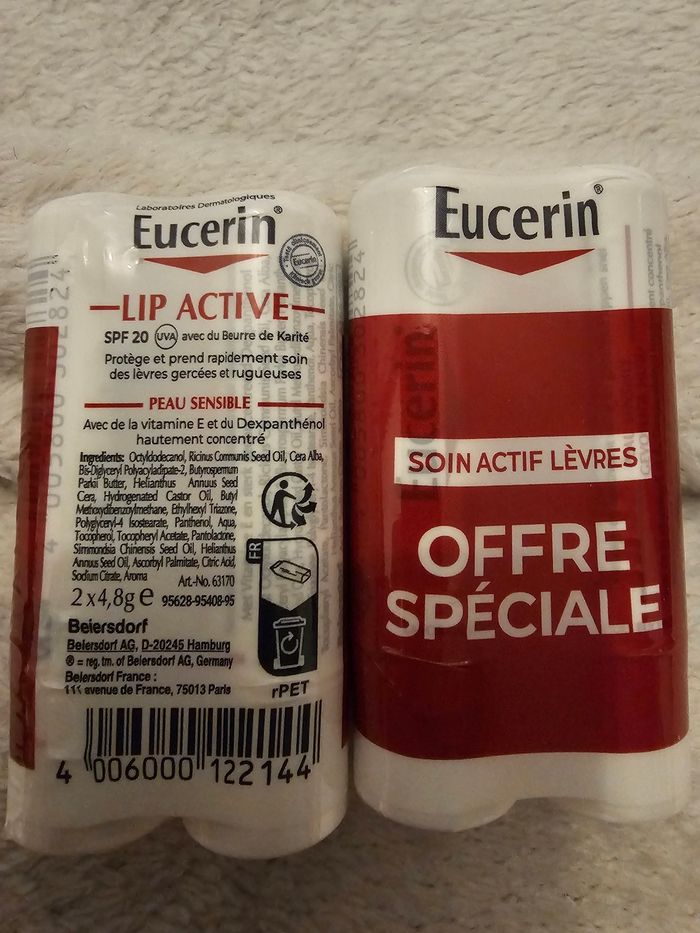 Laboratoires Dermatologiques
Eucerin®
LIP ACTIVE
SPF 20 UVA avec du Beurre de Karité
Protège et prend rapidement soin
des lèvres gercées et rugueuses
PEAU SENSIBLE
Avec de la vitamine E et du Dexpanthénol
hautement concentré
Ingredients: Octyldodecanol, Ricinus Communis Seed Oil, Cera Alba,
Bis-Diglyceryl Polyacyladipate-2, Butyrospermum
Parkii Butter, Helianthus Annuus Seed
Cera, Hydrogenated Castor Oil, Butyl
Methoxydibenzoylmethane, Ethylhexyl Triazone,
Polyglyceryl-4 Isostearate, Panthenol, Aqua,
Tocopherol, Tocopheryl Acetate, Pantolactone,
Simmondsia Chinensis Seed Oil, Helianthus
Annuus Seed Oil, Ascorbyl Palmitate, Citric Acid,
Sodium Citrate, Aroma
Art.-No. 63170
2 x 4,8g e 95628-95408-95
FR
Beiersdorf
Beiersdorf AG, D-20245 Hamburg
® = reg. tm. of Beiersdorf AG, Germany
Beiersdorf France :
111 avenue de France, 75013 Paris
rPET
4 006000 122144
Eucerin®
SOIN ACTIF LÈVRES
OFFRE
SPÉCIALE